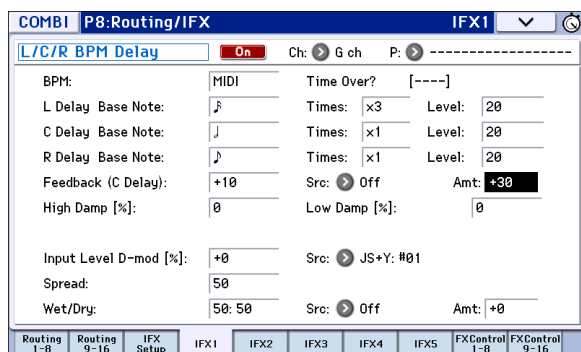 COMBI P8:Routing/IFX IFX1
L/C/R BPM Delay On Ch: G ch P: --------------------
BPM: MIDI Time Over? [----]
L Delay Base Note: Times: x3 Level: 20
C Delay Base Note: Times: x1 Level: 20
R Delay Base Note: Times: x1 Level: 20
Feedback (C Delay): +10 Src: Off Amt: +30
High Damp [%]: 0 Low Damp [%]: 0
Input Level D-mod [%]: +0 Src: JS+Y: #01
Spread: 50
Wet/Dry: 50:50 Src: Off Amt: +0
Routing 1-8 Routing 9-16 IFX Setup IFX1 IFX2 IFX3 IFX4 IFX5 FXControl 1-8 FXControl 9-16